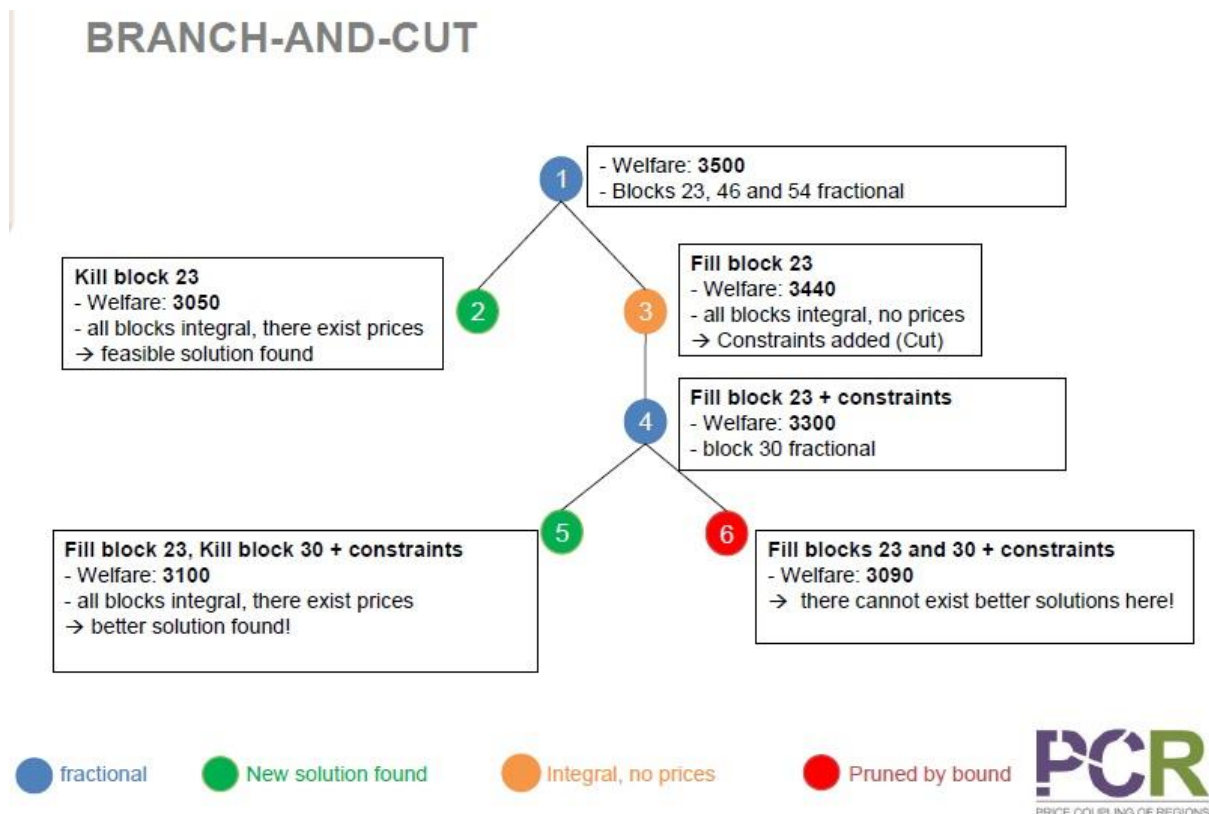 BRANCH-AND-CUT
1
- Welfare: 3500
- Blocks 23, 46 and 54 fractional
Kill block 23
- Welfare: 3050
- all blocks integral, there exist prices
→ feasible solution found
2
3
Fill block 23
- Welfare: 3440
- all blocks integral, no prices
→ Constraints added (Cut)
4
Fill block 23 + constraints
- Welfare: 3300
- block 30 fractional
5
Fill block 23, Kill block 30 + constraints
- Welfare: 3100
- all blocks integral, there exist prices
→ better solution found!
6
Fill blocks 23 and 30 + constraints
- Welfare: 3090
→ there cannot exist better solutions here!
fractional
New solution found
Integral, no prices
Pruned by bound
PCR
PRICE COUPLING OF REGIONS